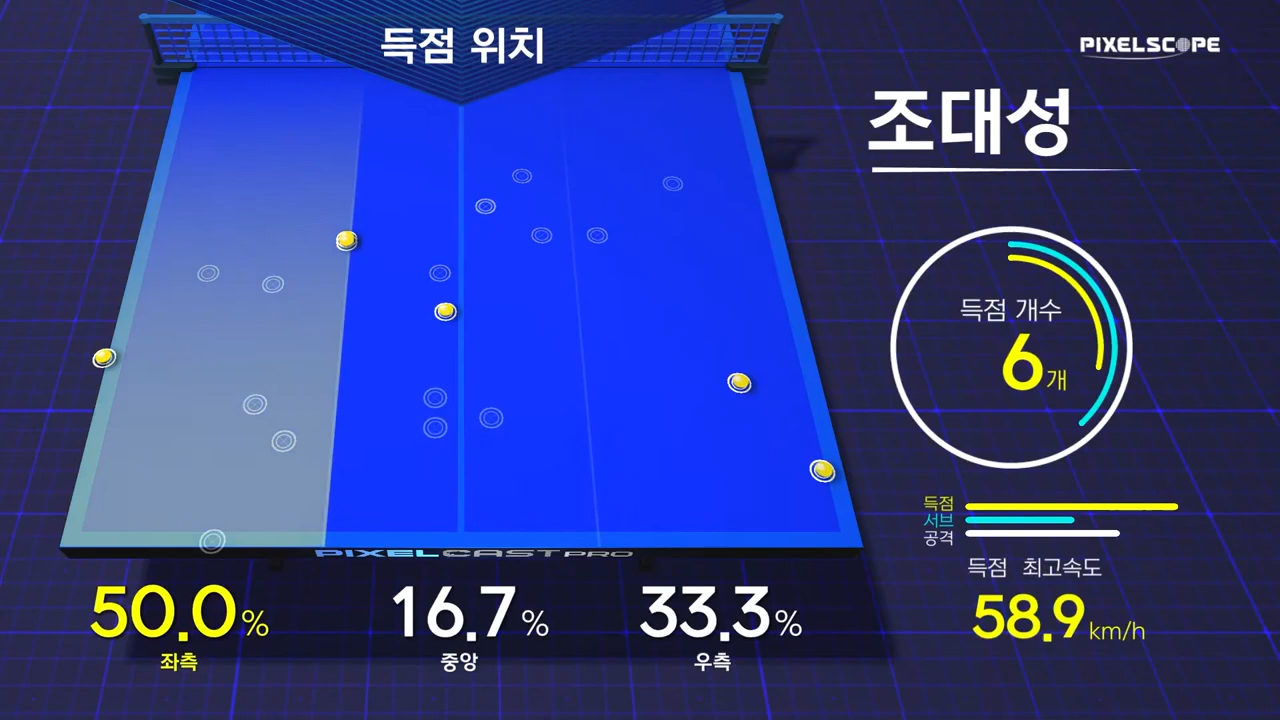 득점 위치
PIXELSCOPE
조대성
득점 개수
6개
득점
서브
공격
득점 최고속도
58.9 km/h
PIXELCASTPRO
50.0% 16.7% 33.3%
좌측 중앙 우측